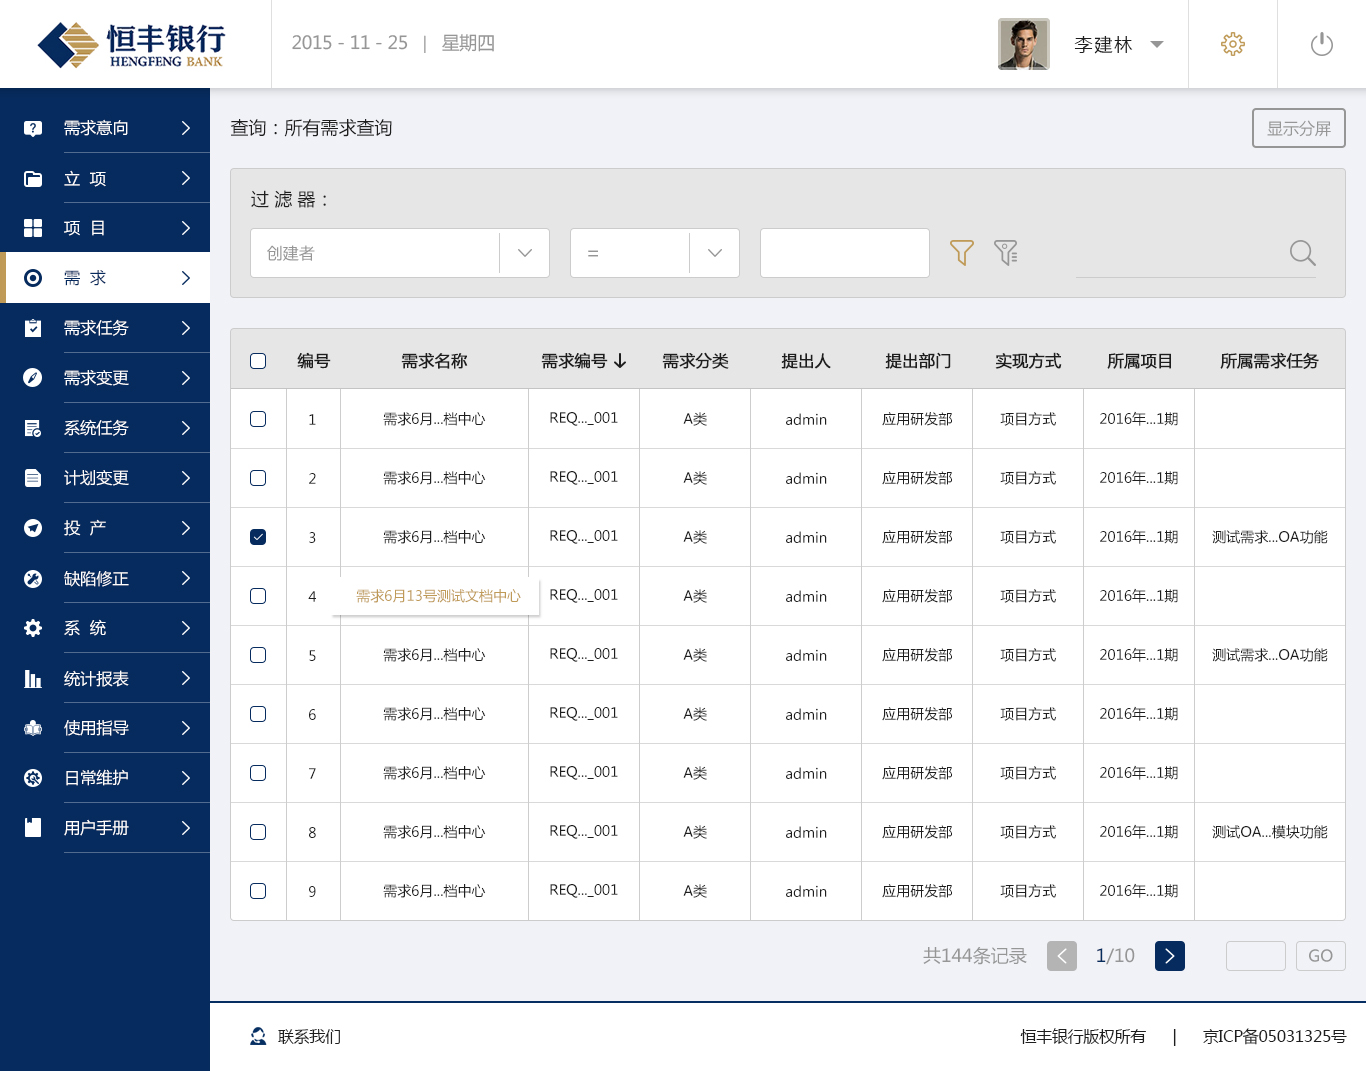 恒丰银行
HENGFENG BANK
2015 - 11 - 25 | 星期四
李建林
需求意向
立 项
项 目
需 求
需求任务
需求变更
系统任务
计划变更
投 产
缺陷修正
系 统
统计报表
使用指导
日常维护
用户手册
查询：所有需求查询
显示分屏
过 滤 器：
创建者 =
编号 需求名称 需求编号 需求分类 提出人 提出部门 实现方式 所属项目 所属需求任务
1 需求6月...档中心 REQ..._001 A类 admin 应用研发部 项目方式 2016年...1期
2 需求6月...档中心 REQ..._001 A类 admin 应用研发部 项目方式 2016年...1期
3 需求6月...档中心 REQ..._001 A类 admin 应用研发部 项目方式 2016年...1期 测试需求...OA功能
4 需求6月13号测试文档中心 REQ..._001 A类 admin 应用研发部 项目方式 2016年...1期
5 需求6月...档中心 REQ..._001 A类 admin 应用研发部 项目方式 2016年...1期 测试需求...OA功能
6 需求6月...档中心 REQ..._001 A类 admin 应用研发部 项目方式 2016年...1期
7 需求6月...档中心 REQ..._001 A类 admin 应用研发部 项目方式 2016年...1期
8 需求6月...档中心 REQ..._001 A类 admin 应用研发部 项目方式 2016年...1期 测试OA...模块功能
9 需求6月...档中心 REQ..._001 A类 admin 应用研发部 项目方式 2016年...1期
共144条记录 1/10 GO
联系我们 恒丰银行版权所有 | 京ICP备05031325号